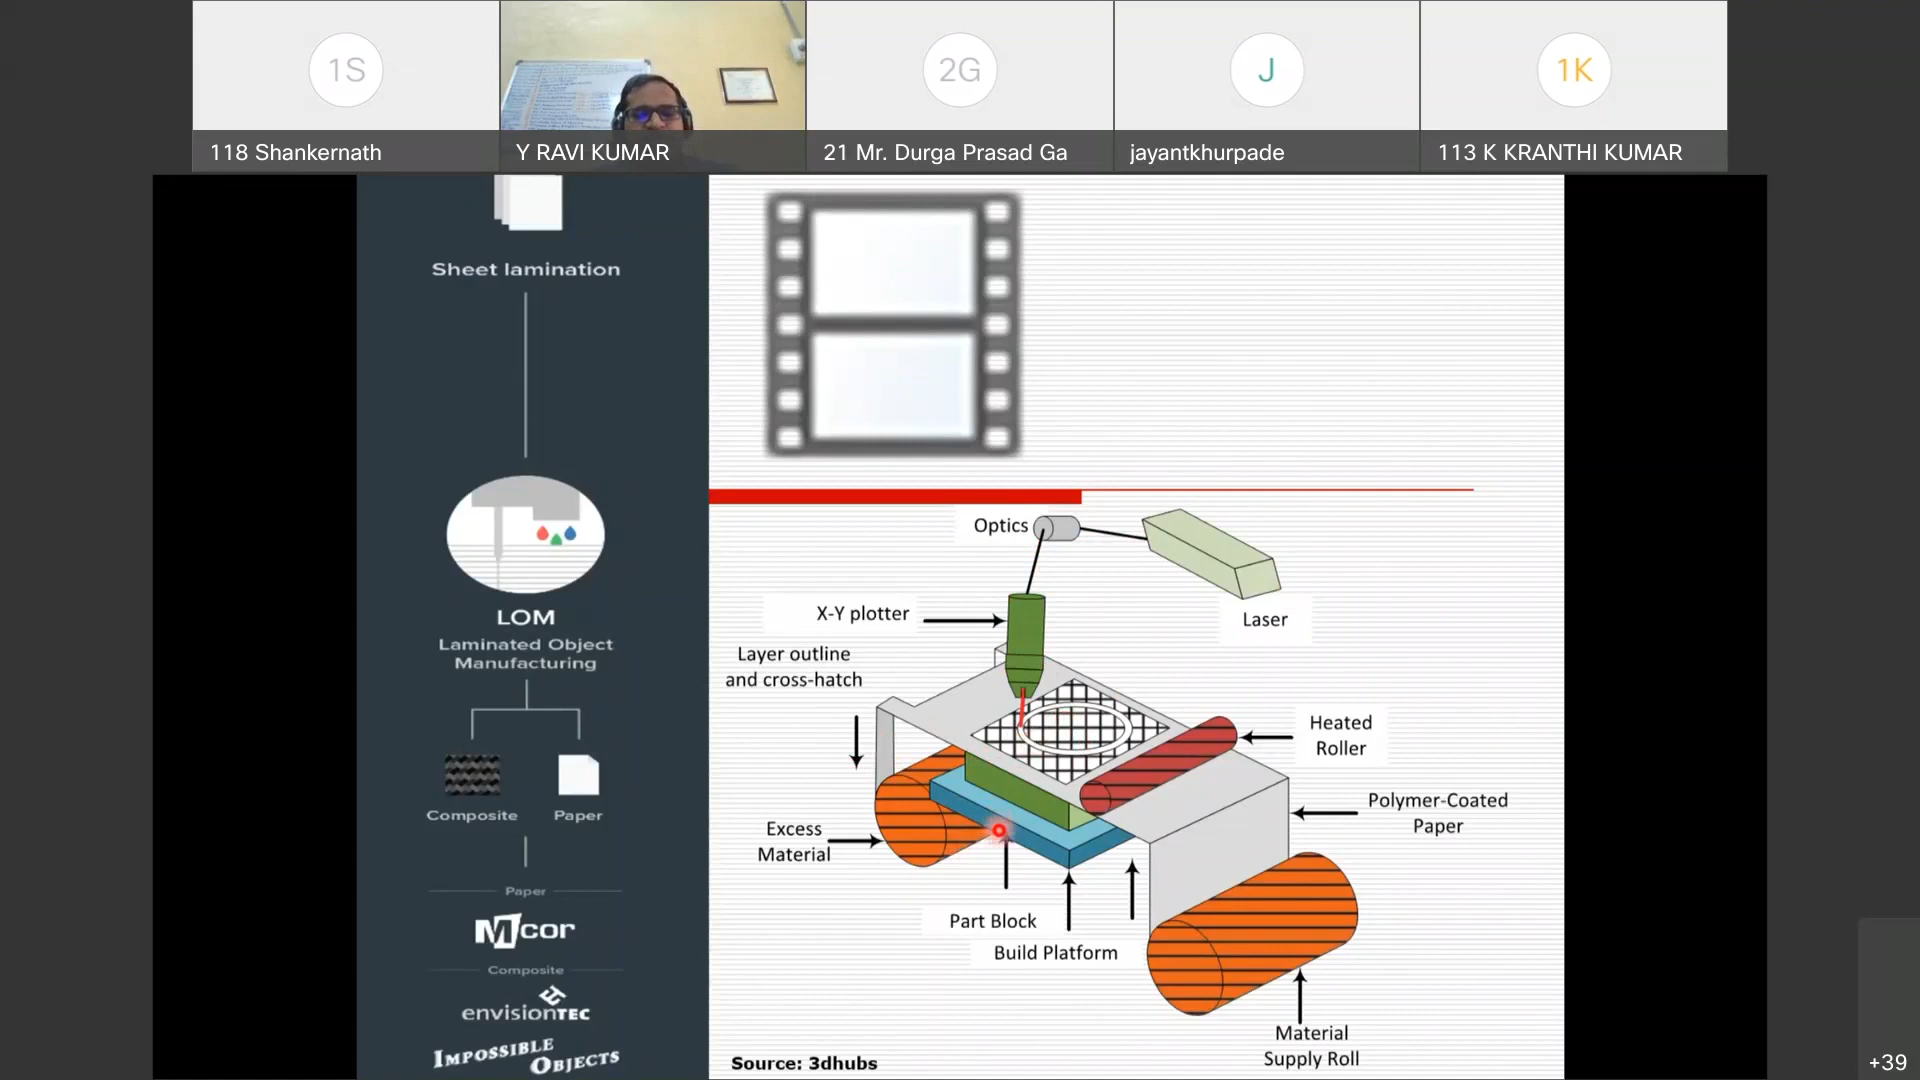 1S
2G
J
1K
118 Shankernath
Y RAVI KUMAR
21 Mr. Durga Prasad Ga
jayantkhurpade
113 K KRANTHI KUMAR
Sheet lamination
LOM
Laminated Object
Manufacturing
Composite
Paper
Paper
Mcor
Composite
envisionTEC
IMPOSSIBLE
OBJECTS
Optics
Laser
X-Y plotter
Layer outline
and cross-hatch
Heated
Roller
Polymer-Coated
Paper
Excess
Material
Part Block
Build Platform
Material
Supply Roll
Source: 3dhubs
+39